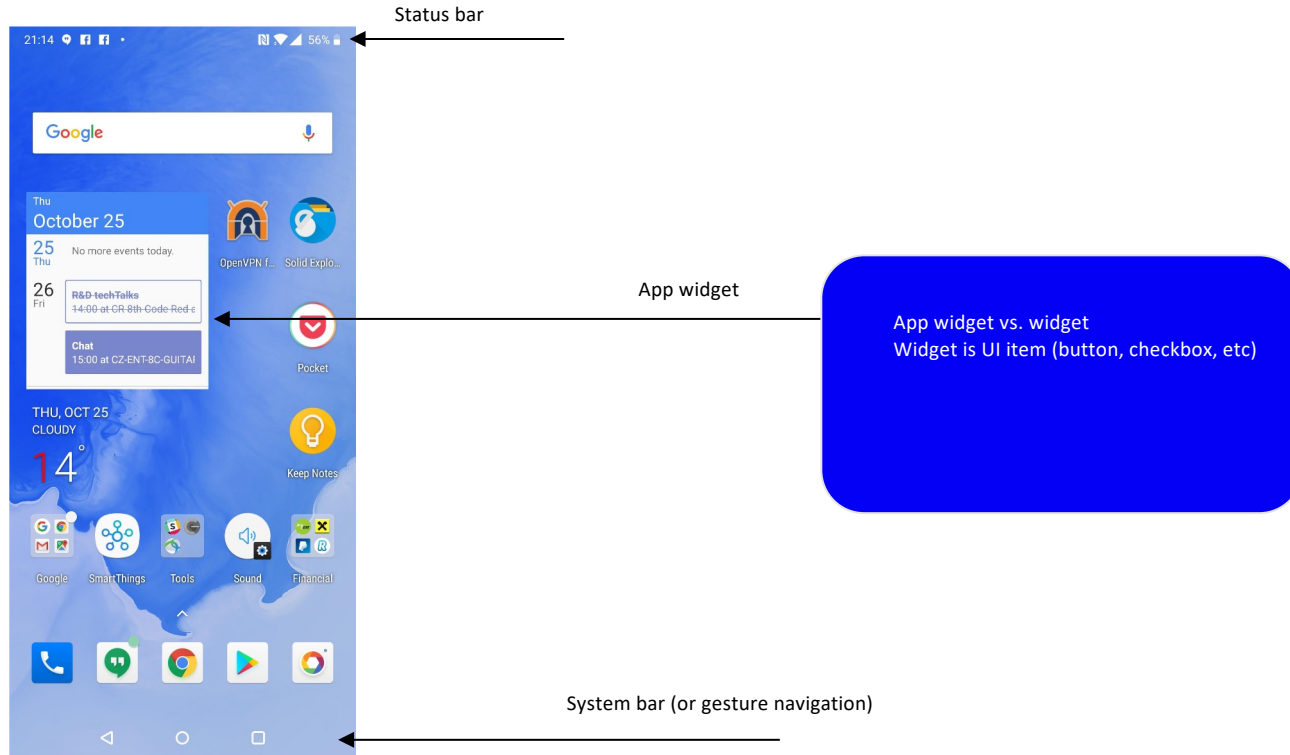 Status bar
21:14
56%
Google
Thu
October 25
25
Thu
No more events today.
26
Fri
R&D techTalks
14:00 at CR 8th Code Red
Chat
15:00 at CZ-ENT-8C-GUITAI
OpenVPN f...
Solid Explo...
App widget
App widget vs. widget
Widget is UI item (button, checkbox, etc)
Pocket
THU, OCT 25
CLOUDY
14°
Keep Notes
Google
SmartThings
Tools
Sound
Financial
System bar (or gesture navigation)